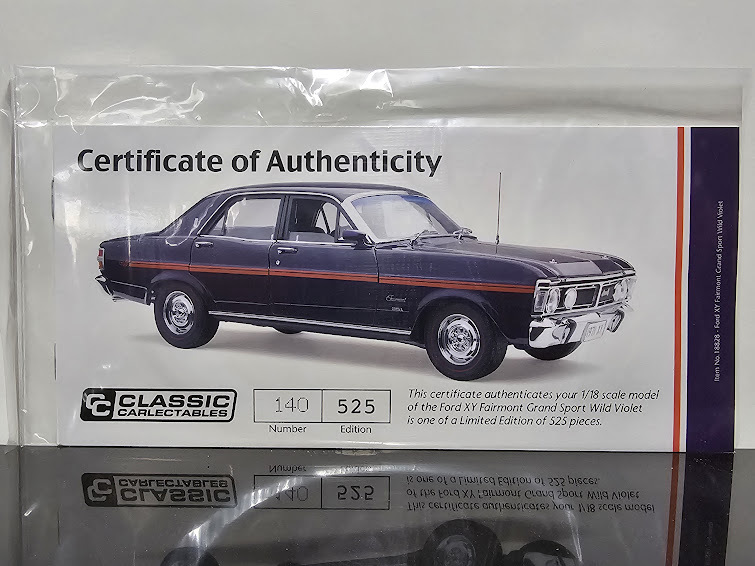 Certificate of Authenticity
CC CLASSIC
CARLECTABLES
140 525
Number Edition
This certificate authenticates your 1/18 scale model
of the Ford XY Fairmont Grand Sport Wild Violet
is one of a Limited Edition of 525 pieces.
Item No.18828 - Ford XY Fairmont Grand Sport Wild Violet